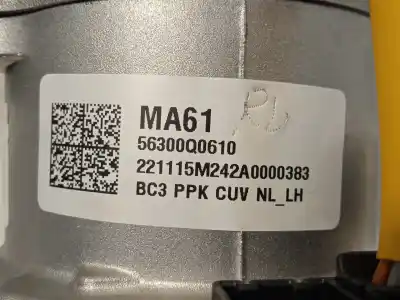 MA61
56300Q0610
221115M242A0000383
BC3 PPK CUV NL_LH